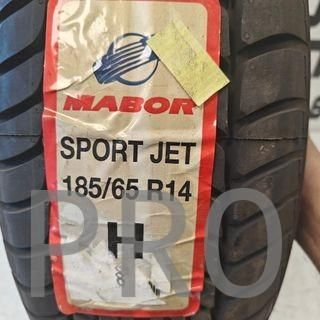 MABOR
SPORT JET
185/65 R14
H
PRO